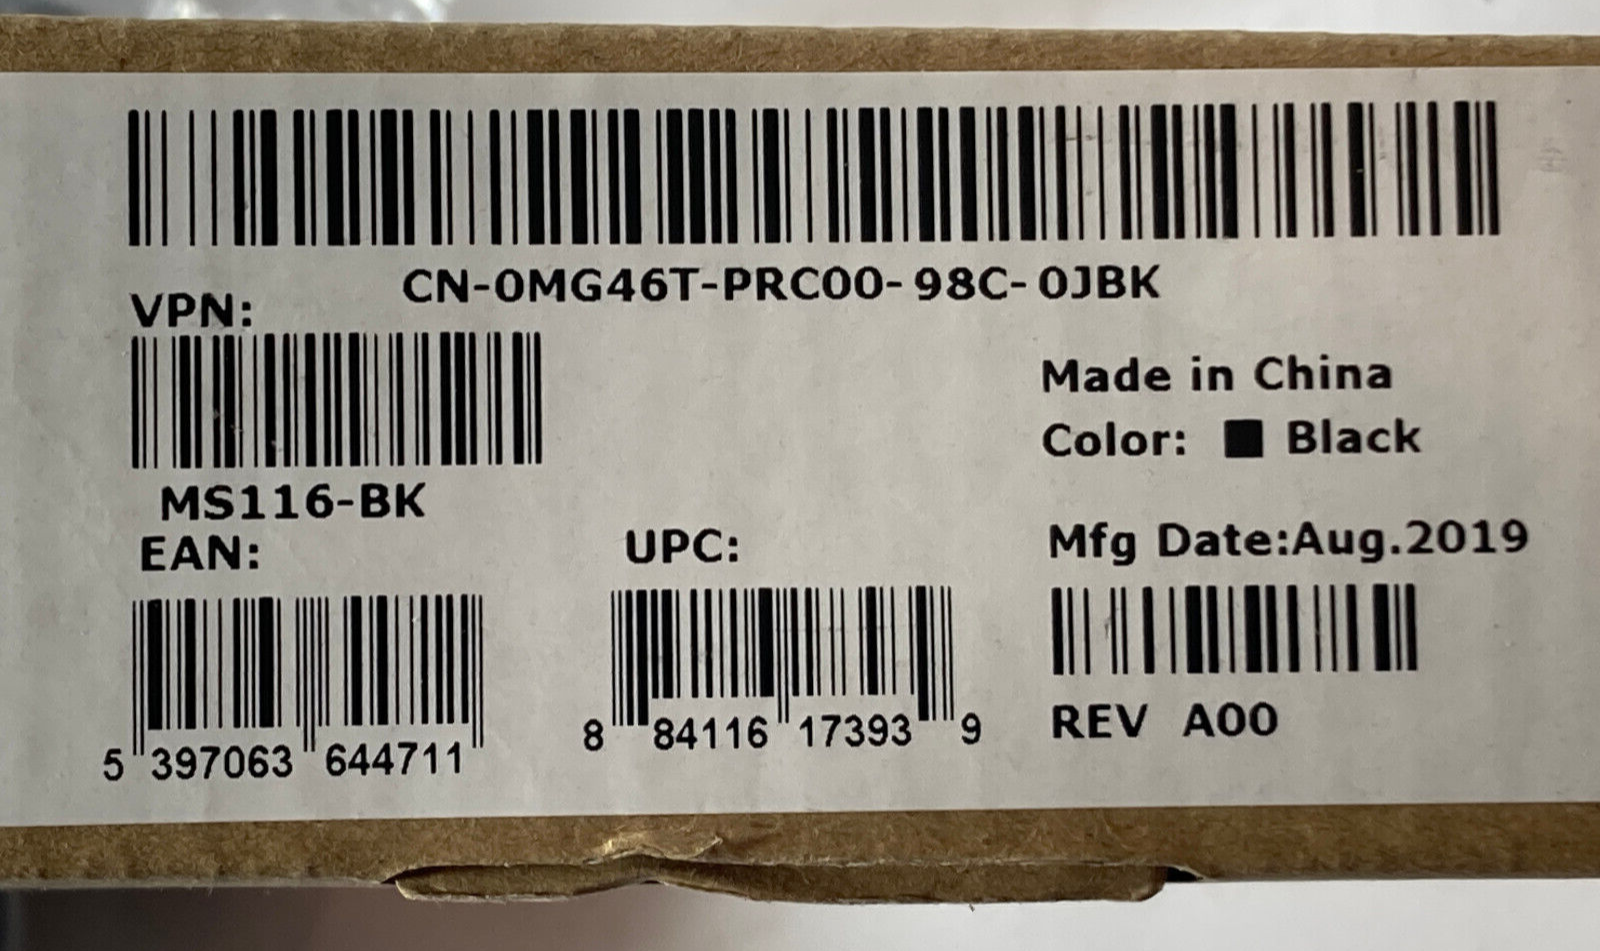 CN-0MG46T-PRC00-98C-0JBK
VPN:
MS116-BK
Made in China
Color: ■ Black
EAN:
5 397063 644711
UPC:
8 84116 17393 9
Mfg Date:Aug.2019
REV A00